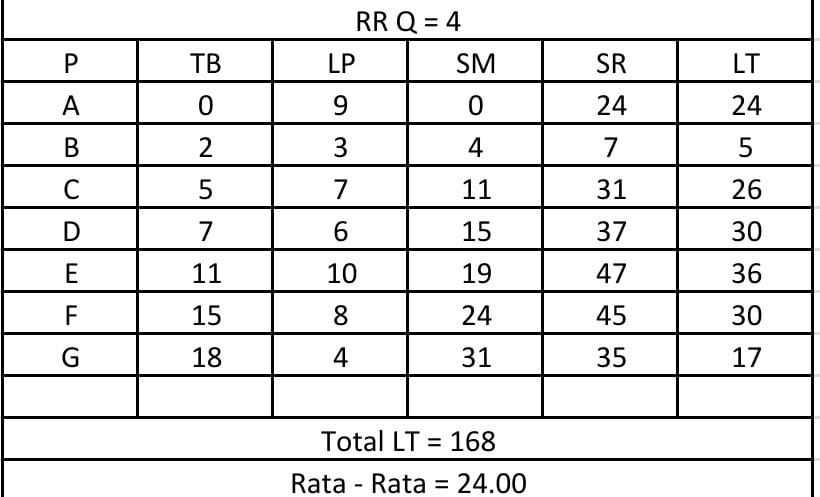 RR Q = 4
P TB LP SM SR LT
A 0 9 0 24 24
B 2 3 4 7 5
C 5 7 11 31 26
D 7 6 15 37 30
E 11 10 19 47 36
F 15 8 24 45 30
G 18 4 31 35 17
Total LT = 168
Rata - Rata = 24.00